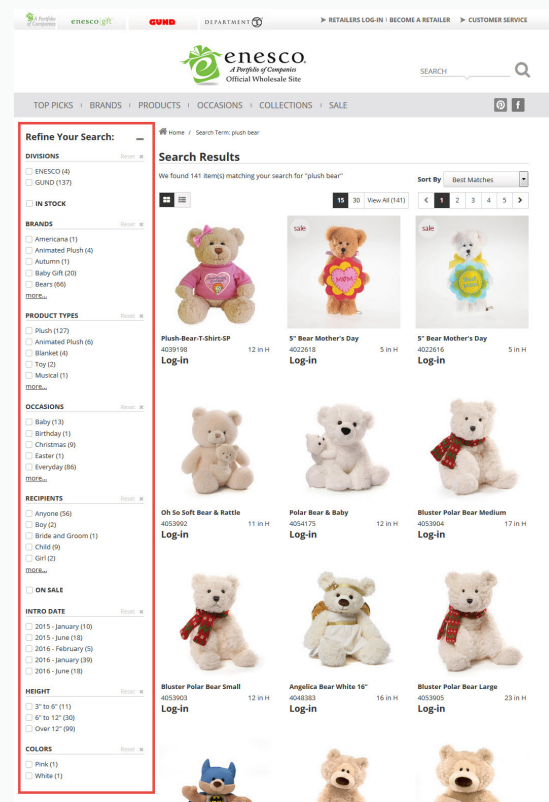 A Portfolio
of Companies
enesco|gift
GUND
DEPARTMENT 56
➤ RETAILERS LOG-IN | BECOME A RETAILER ➤ CUSTOMER SERVICE
enesco.
A Portfolio of Companies
Official Wholesale Site
SEARCH
TOP PICKS BRANDS PRODUCTS OCCASIONS COLLECTIONS SALE
Refine Your Search:
DIVISIONS Reset x
ENESCO (4)
GUND (137)
IN STOCK
BRANDS Reset x
Americana (1)
Animated Plush (4)
Autumn (1)
Baby Gift (20)
Bears (66)
more...
PRODUCT TYPES Reset x
Plush (127)
Animated Plush (6)
Blanket (4)
Toy (2)
Musical (1)
more...
OCCASIONS Reset x
Baby (13)
Birthday (1)
Christmas (9)
Easter (1)
Everyday (86)
more...
RECIPIENTS Reset x
Anyone (56)
Boy (2)
Bride and Groom (1)
Child (9)
Girl (2)
more...
ON SALE
INTRO DATE Reset x
2015 - January (10)
2015 - June (18)
2016 - February (5)
2016 - January (39)
2016 - June (18)
HEIGHT Reset x
3" to 6" (11)
6" to 12" (30)
Over 12" (99)
COLORS Reset x
Pink (1)
White (1)
Home / Search Term: plush bear
Search Results
We found 141 item(s) matching your search for "plush bear"
Sort By Best Matches
15 30 View All (141) < 1 2 3 4 5 >
sale
sale
MOM
Plush-Bear-T-Shirt-SP
4039198 12 in H
Log-in
5" Bear Mother's Day
4022618 5 in H
Log-in
5" Bear Mother's Day
4022616 5 in H
Log-in
Oh So Soft Bear & Rattle
4053992 11 in H
Log-in
Polar Bear & Baby
4054175 12 in H
Log-in
Bluster Polar Bear Medium
4053904 17 in H
Log-in
Bluster Polar Bear Small
4053903 12 in H
Log-in
Angelica Bear White 16"
4048383 16 in H
Log-in
Bluster Polar Bear Large
4053905 23 in H
Log-in